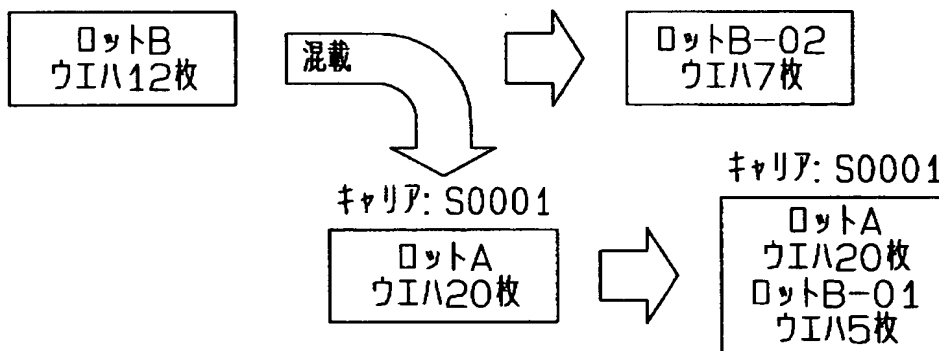 ロットB
ウエハ12枚
混載
ロットB-02
ウエハ7枚
キャリア: S0001
ロットA
ウエハ20枚
キャリア: S0001
ロットA
ウエハ20枚
ロットB-01
ウエハ5枚